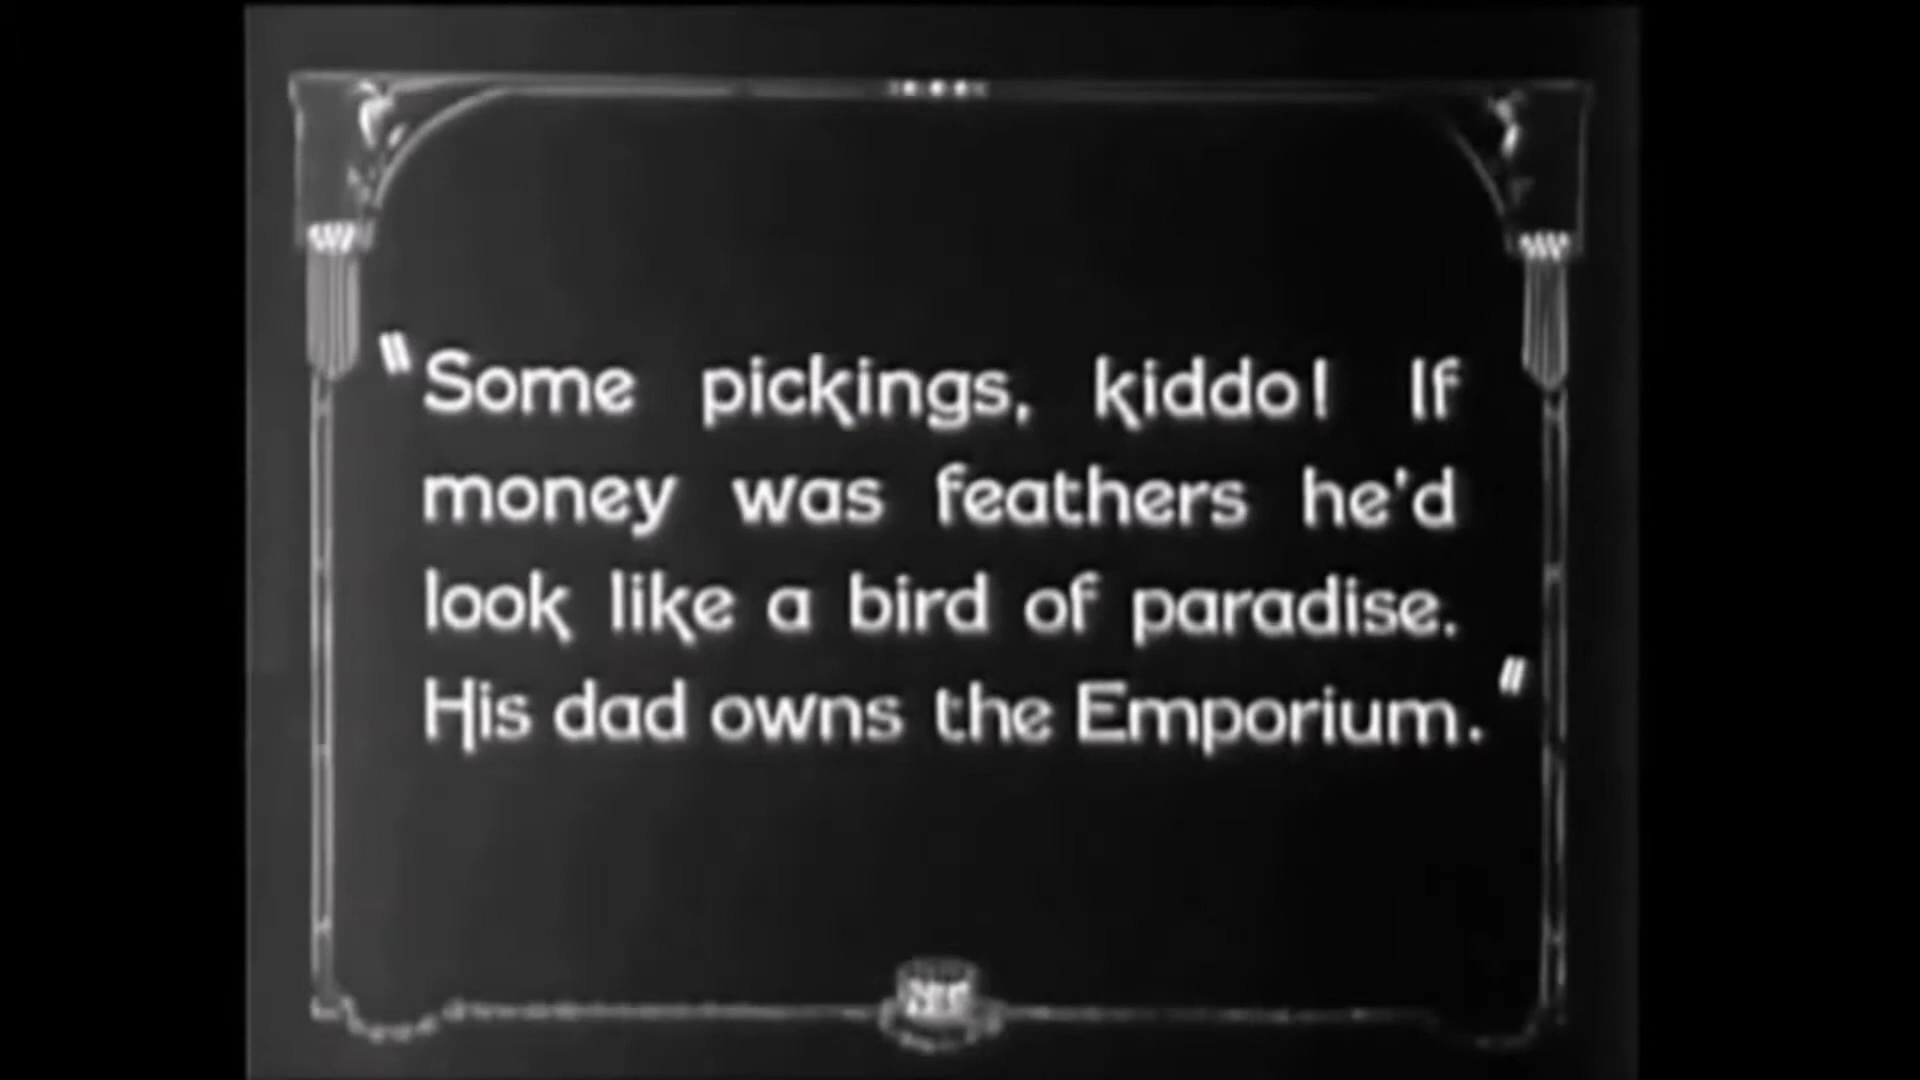 "Some pickings, kiddo! If
money was feathers he'd
look like a bird of paradise.
His dad owns the Emporium."